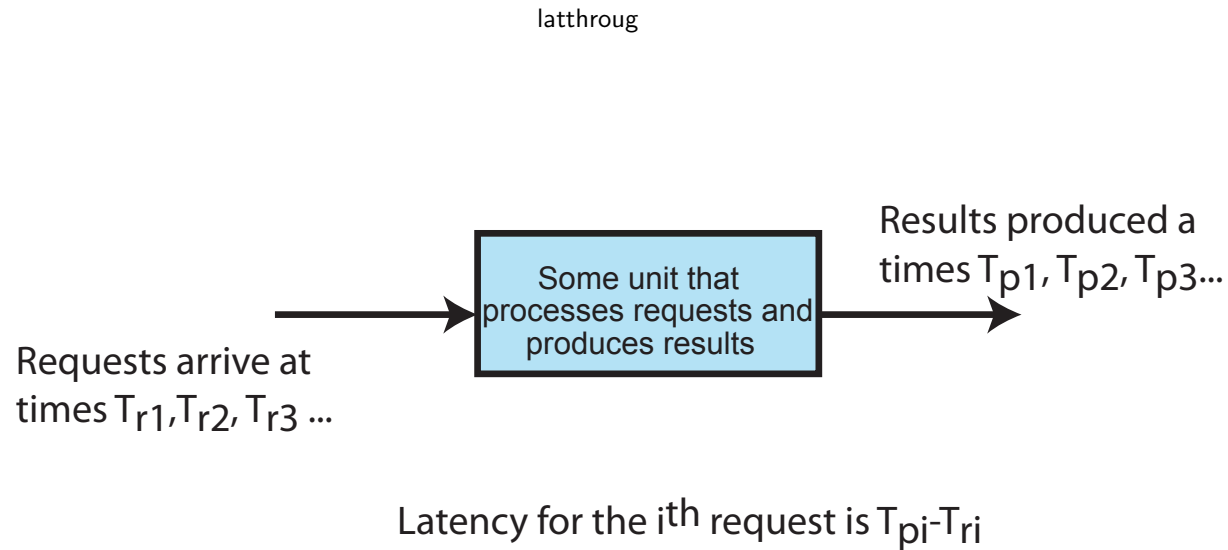 latthroug
Results produced a
times Tp1, Tp2, Tp3...
Some unit that
processes requests and
produces results
Requests arrive at
times Tr1,Tr2, Tr3 ...
Latency for the ith request is Tpi-Tri